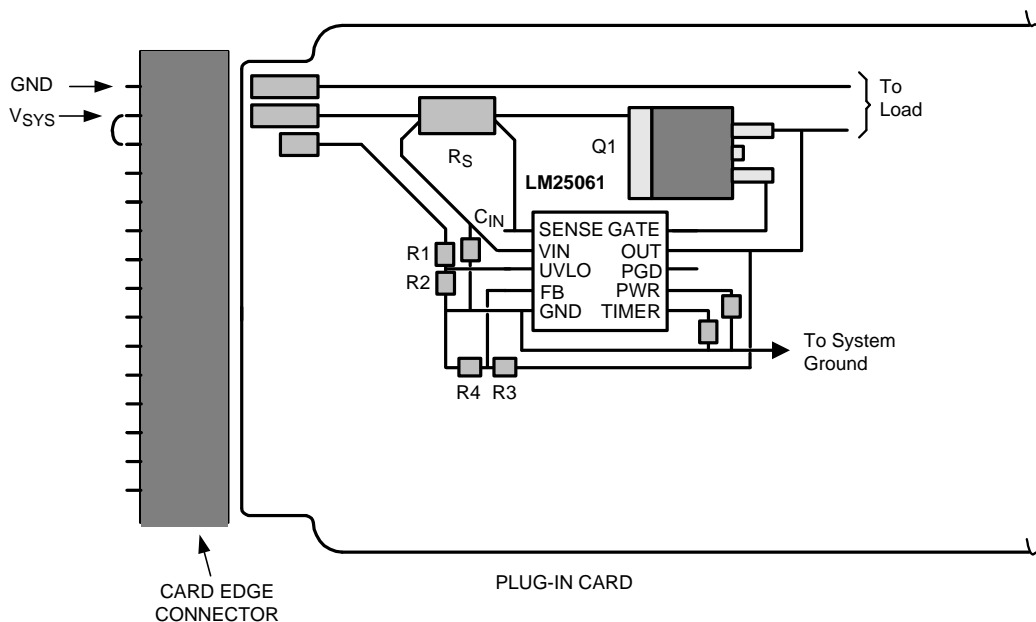 GND
VSYS
To
Load
RS
Q1
LM25061
CIN
SENSE GATE
VIN OUT
UVLO PGD
FB PWR
GND TIMER
R1
R2
R4 R3
To System
Ground
PLUG-IN CARD
CARD EDGE
CONNECTOR